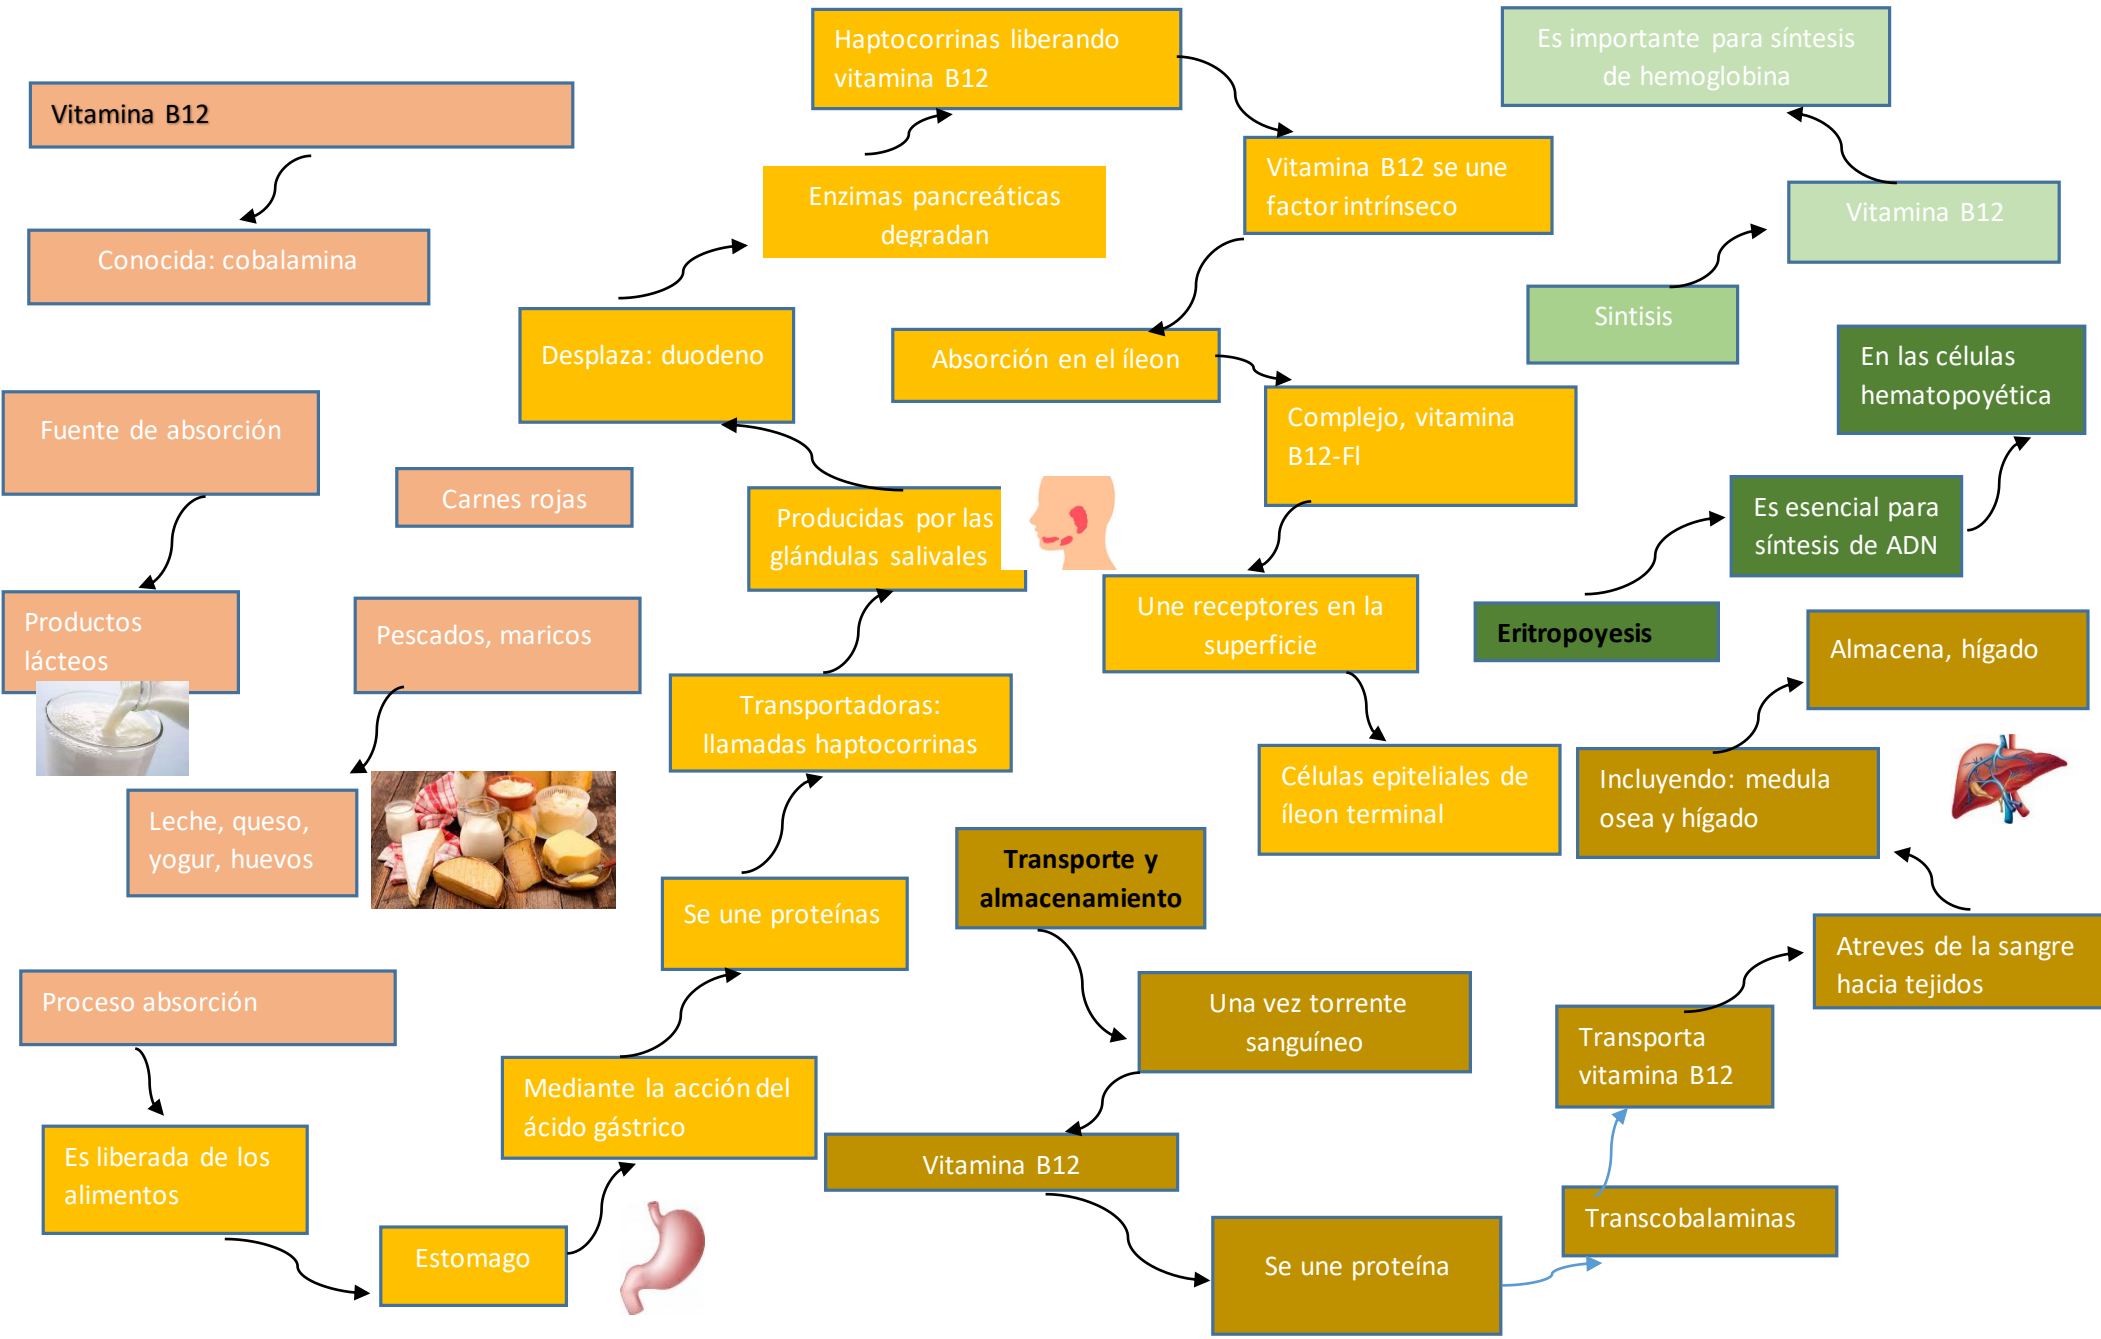 Vitamina B12
Conocida: cobalamina
Fuente de absorción
Carnes rojas
Productos
lácteos
Pescados, maricos
Leche, queso,
yogur, huevos
Proceso absorción
Es liberada de los
alimentos
Estomago
Mediante la acción del
ácido gástrico
Se une proteínas
Transportadoras:
llamadas haptocorrinas
Producidas por las
glándulas salivales
Desplaza: duodeno
Enzimas pancreáticas
degradan
Haptocorrinas liberando
vitamina B12
Vitamina B12 se une
factor intrínseco
Absorción en el íleon
Complejo, vitamina
B12-Fl
Une receptores en la
superficie
Células epiteliales de
íleon terminal
Transporte y
almacenamiento
Una vez torrente
sanguíneo
Vitamina B12
Se une proteína
Transcobalaminas
Transporta
vitamina B12
Atreves de la sangre
hacia tejidos
Incluyendo: medula
osea y hígado
Almacena, hígado
Eritropoyesis
Es esencial para
síntesis de ADN
En las células
hematopoyética
Sintisis
Vitamina B12
Es importante para síntesis
de hemoglobina